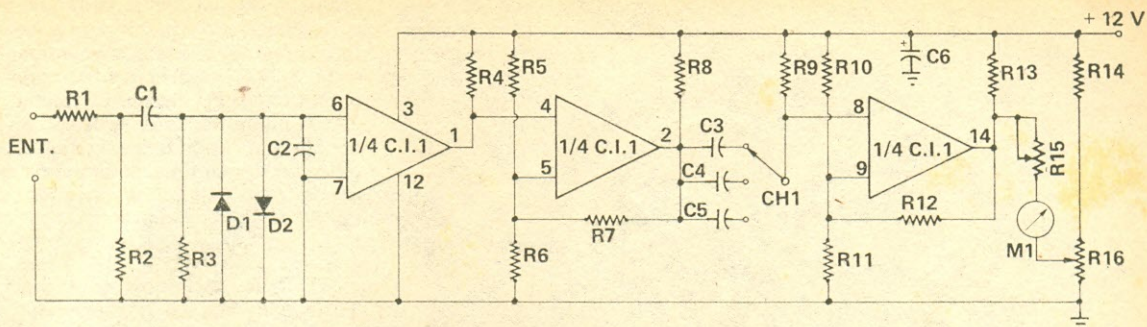 + 12 V
R1
C1
R4
R5
R8
R9
R10
C6
+
R13
R14
ENT.
6
3
1/4 C.I.1
1
4
1/4 C.I.1
2
C3
8
1/4 C.I.1
14
R15
C2
7
12
5
C4
CH1
9
D1
D2
R7
C5
R12
M1
R2
R3
R6
R11
R16